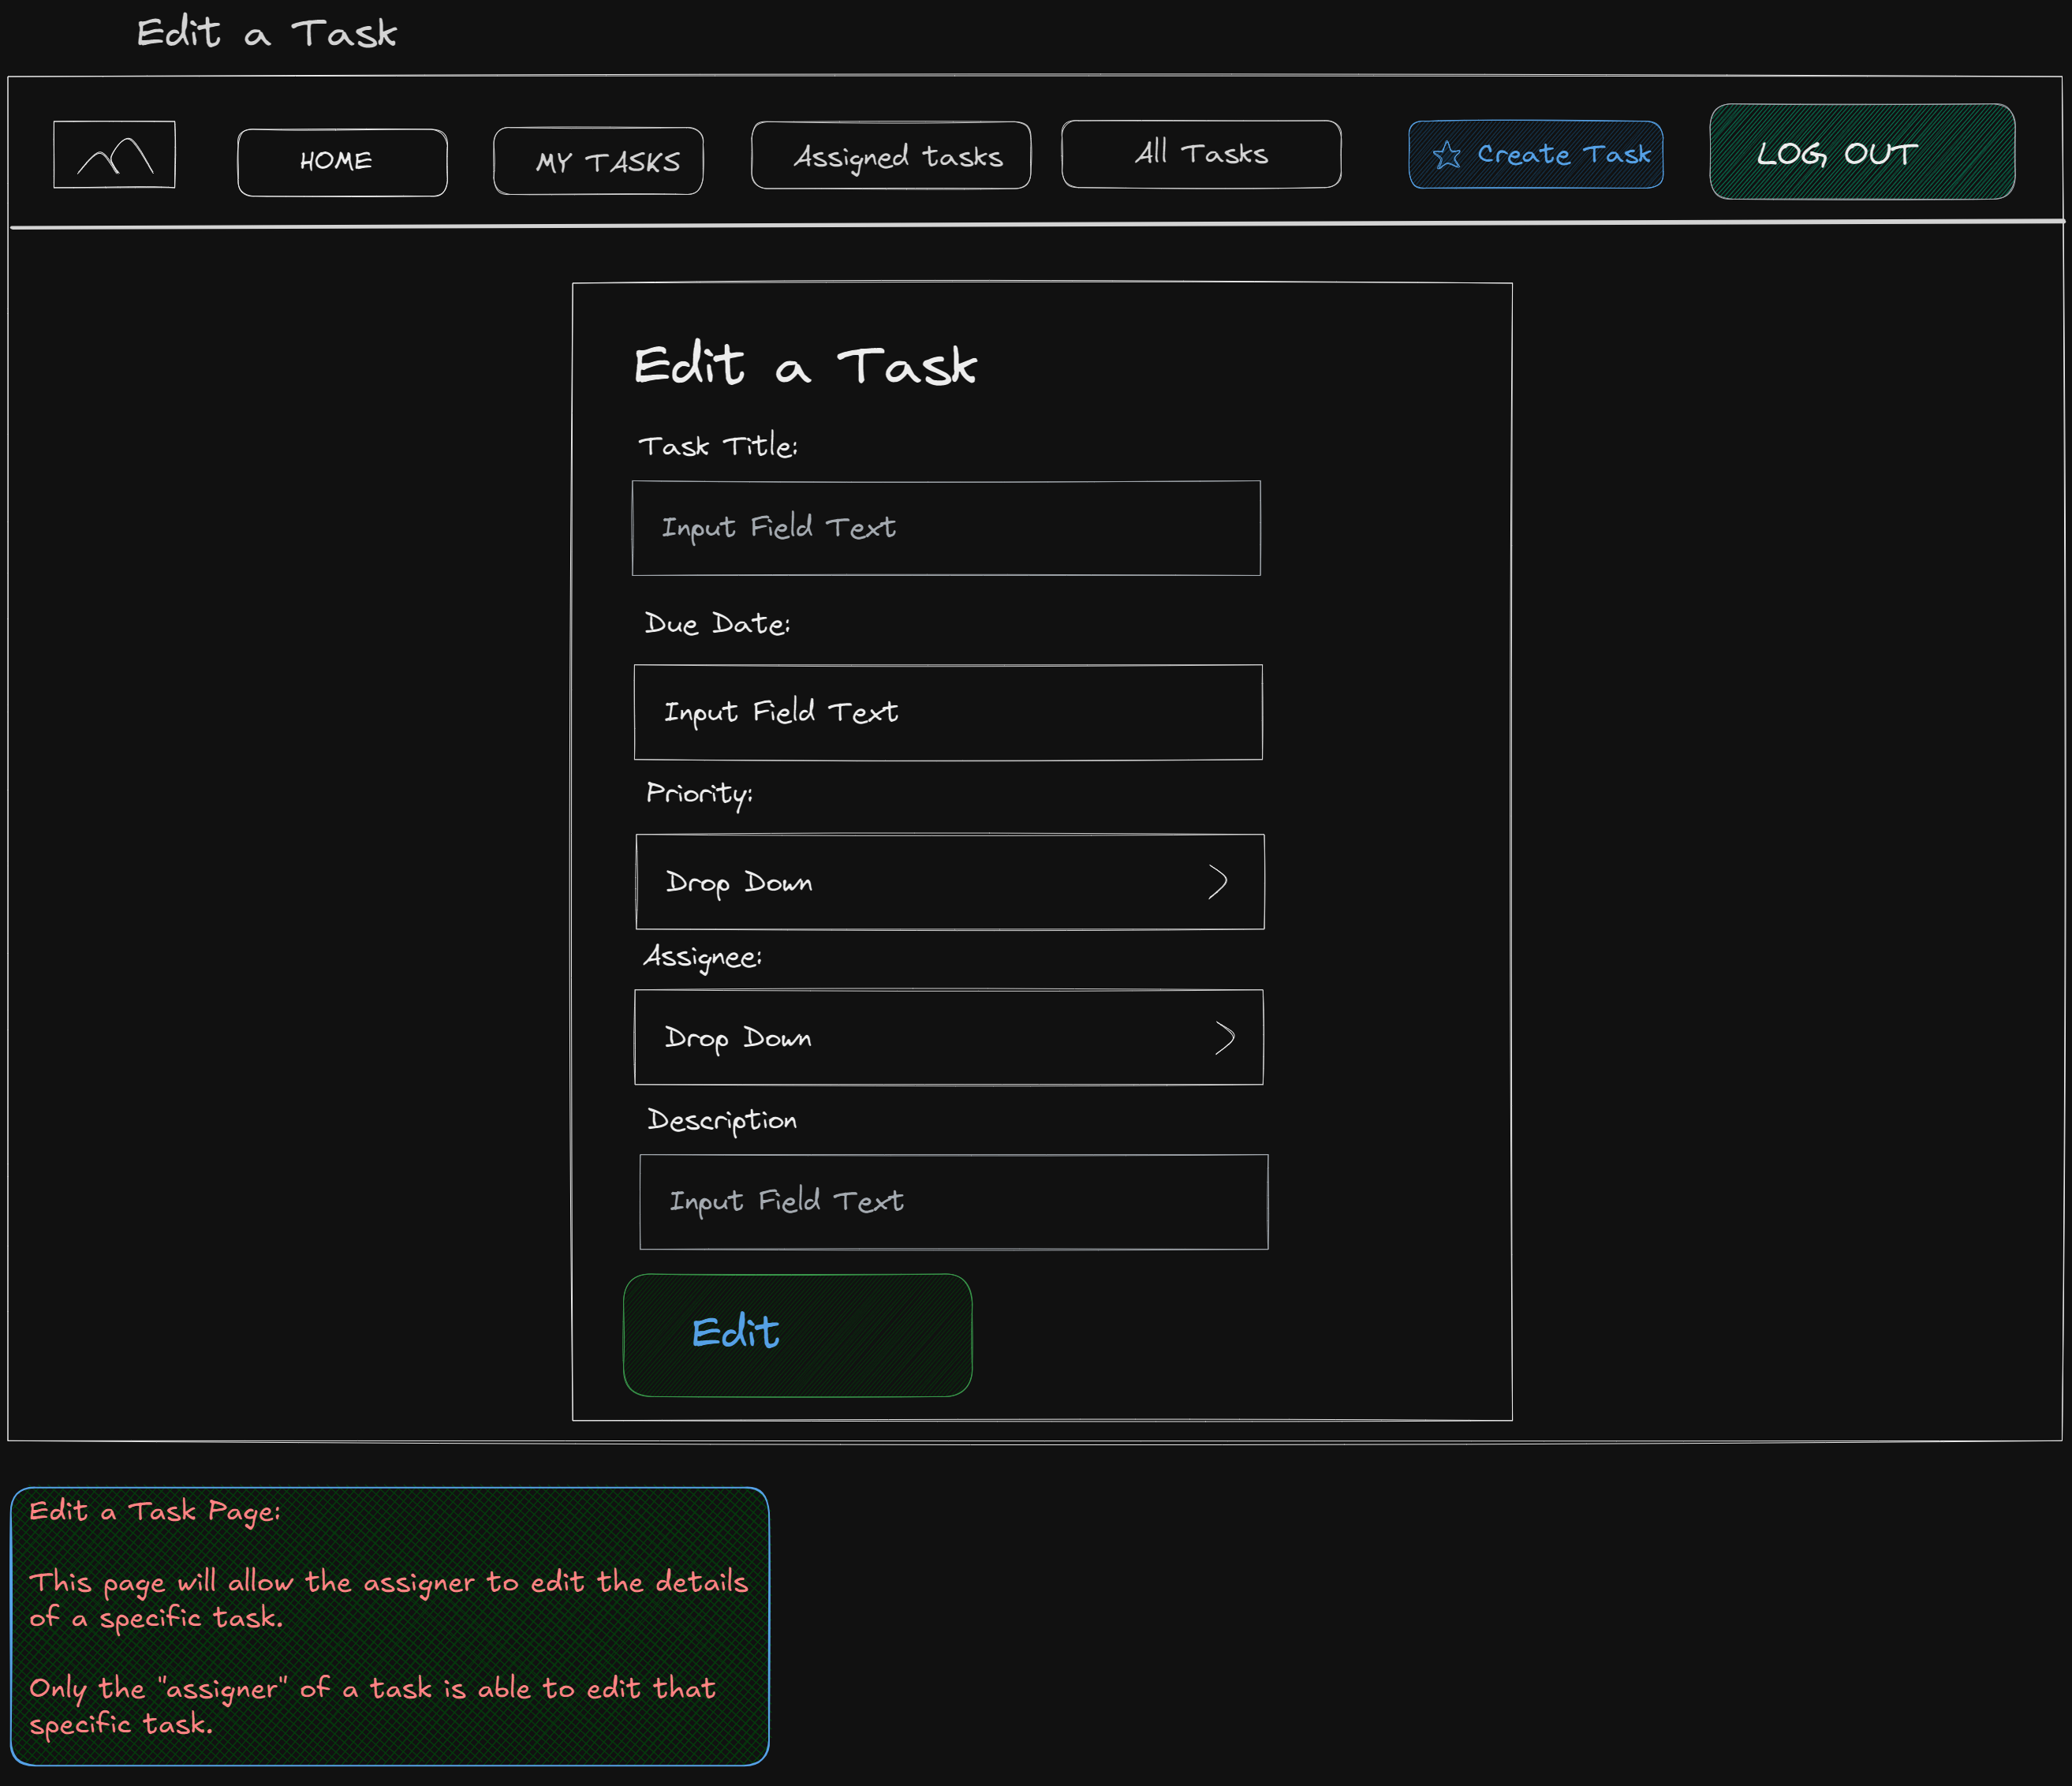 Edit a Task
HOME
MY TASKS
Assigned tasks
All Tasks
Create Task
LOG OUT
Edit a Task
Task Title:
Input Field Text
Due Date:
Input Field Text
Priority:
Drop Down
Assignee:
Drop Down
Description
Input Field Text
Edit
Edit a Task Page:
This page will allow the assigner to edit the details
of a specific task.
Only the "assigner" of a task is able to edit that
specific task.